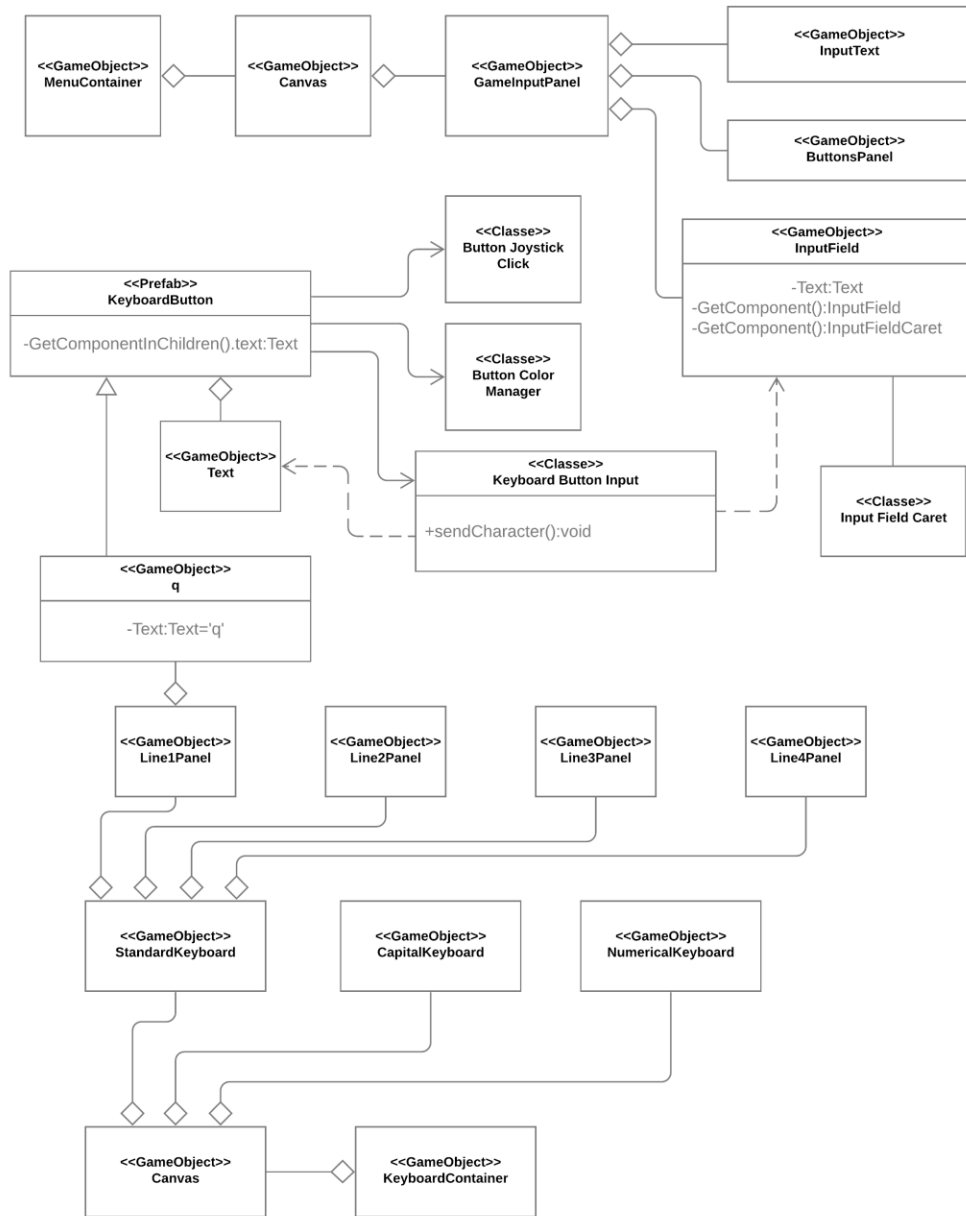 <<GameObject>>
MenuContainer
<<GameObject>>
Canvas
<<GameObject>>
GameInputPanel
<<GameObject>>
InputText
<<GameObject>>
ButtonsPanel
<<Classe>>
Button Joystick
Click
<<GameObject>>
InputField
-Text:Text
-GetComponent():InputField
-GetComponent():InputFieldCaret
<<Prefab>>
KeyboardButton
-GetComponentInChildren().text:Text
<<Classe>>
Button Color
Manager
<<GameObject>>
Text
<<Classe>>
Keyboard Button Input
+sendCharacter():void
<<Classe>>
Input Field Caret
<<GameObject>>
q
-Text:Text='q'
<<GameObject>>
Line1Panel
<<GameObject>>
Line2Panel
<<GameObject>>
Line3Panel
<<GameObject>>
Line4Panel
<<GameObject>>
StandardKeyboard
<<GameObject>>
CapitalKeyboard
<<GameObject>>
NumericalKeyboard
<<GameObject>>
Canvas
<<GameObject>>
KeyboardContainer